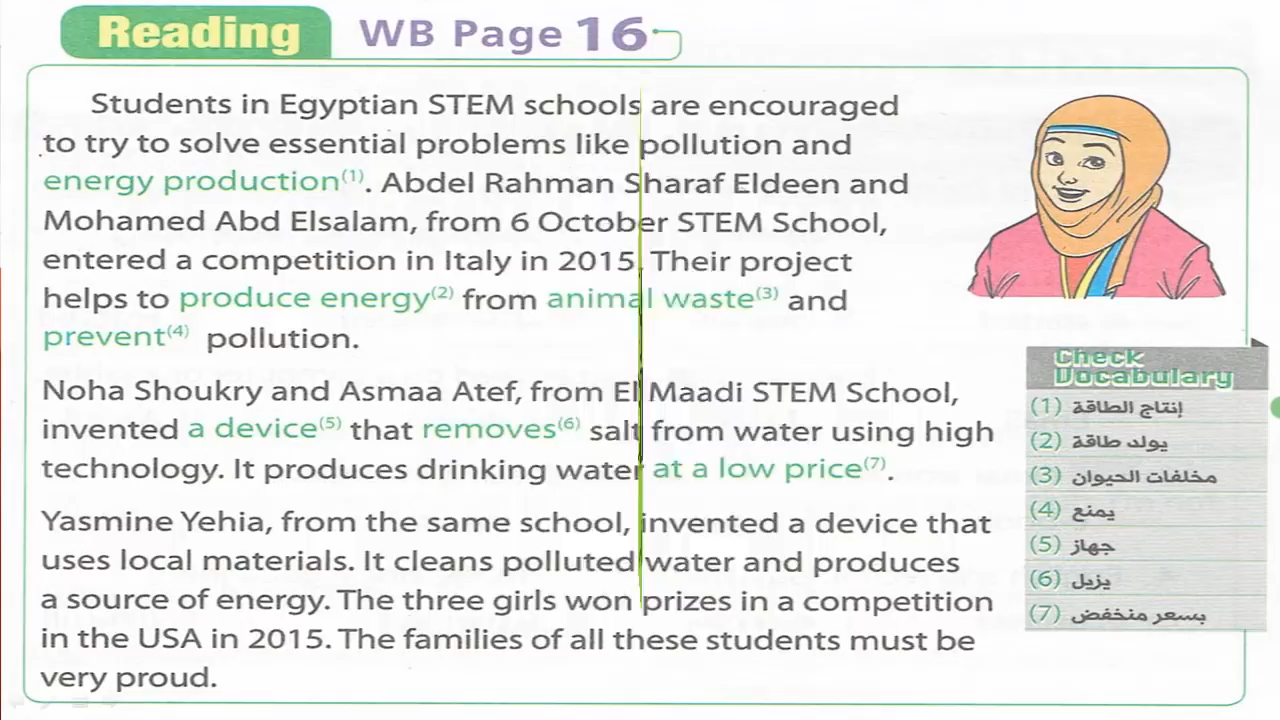 Reading WB Page 16
Students in Egyptian STEM schools are encouraged
to try to solve essential problems like pollution and
energy production(1). Abdel Rahman Sharaf Eldeen and
Mohamed Abd Elsalam, from 6 October STEM School,
entered a competition in Italy in 2015. Their project
helps to produce energy(2) from animal waste(3) and
prevent(4) pollution.
Noha Shoukry and Asmaa Atef, from El Maadi STEM School,
invented a device(5) that removes(6) salt from water using high
technology. It produces drinking water at a low price(7).
Yasmine Yehia, from the same school, invented a device that
uses local materials. It cleans polluted water and produces
a source of energy. The three girls won prizes in a competition
in the USA in 2015. The families of all these students must be
very proud.
Check
Vocabulary
(1) إنتاج الطاقة
(2) يولد طاقة
(3) مخلفات الحيوان
(4) يمنع
(5) جهاز
(6) يزيل
(7) بسعر منخفض